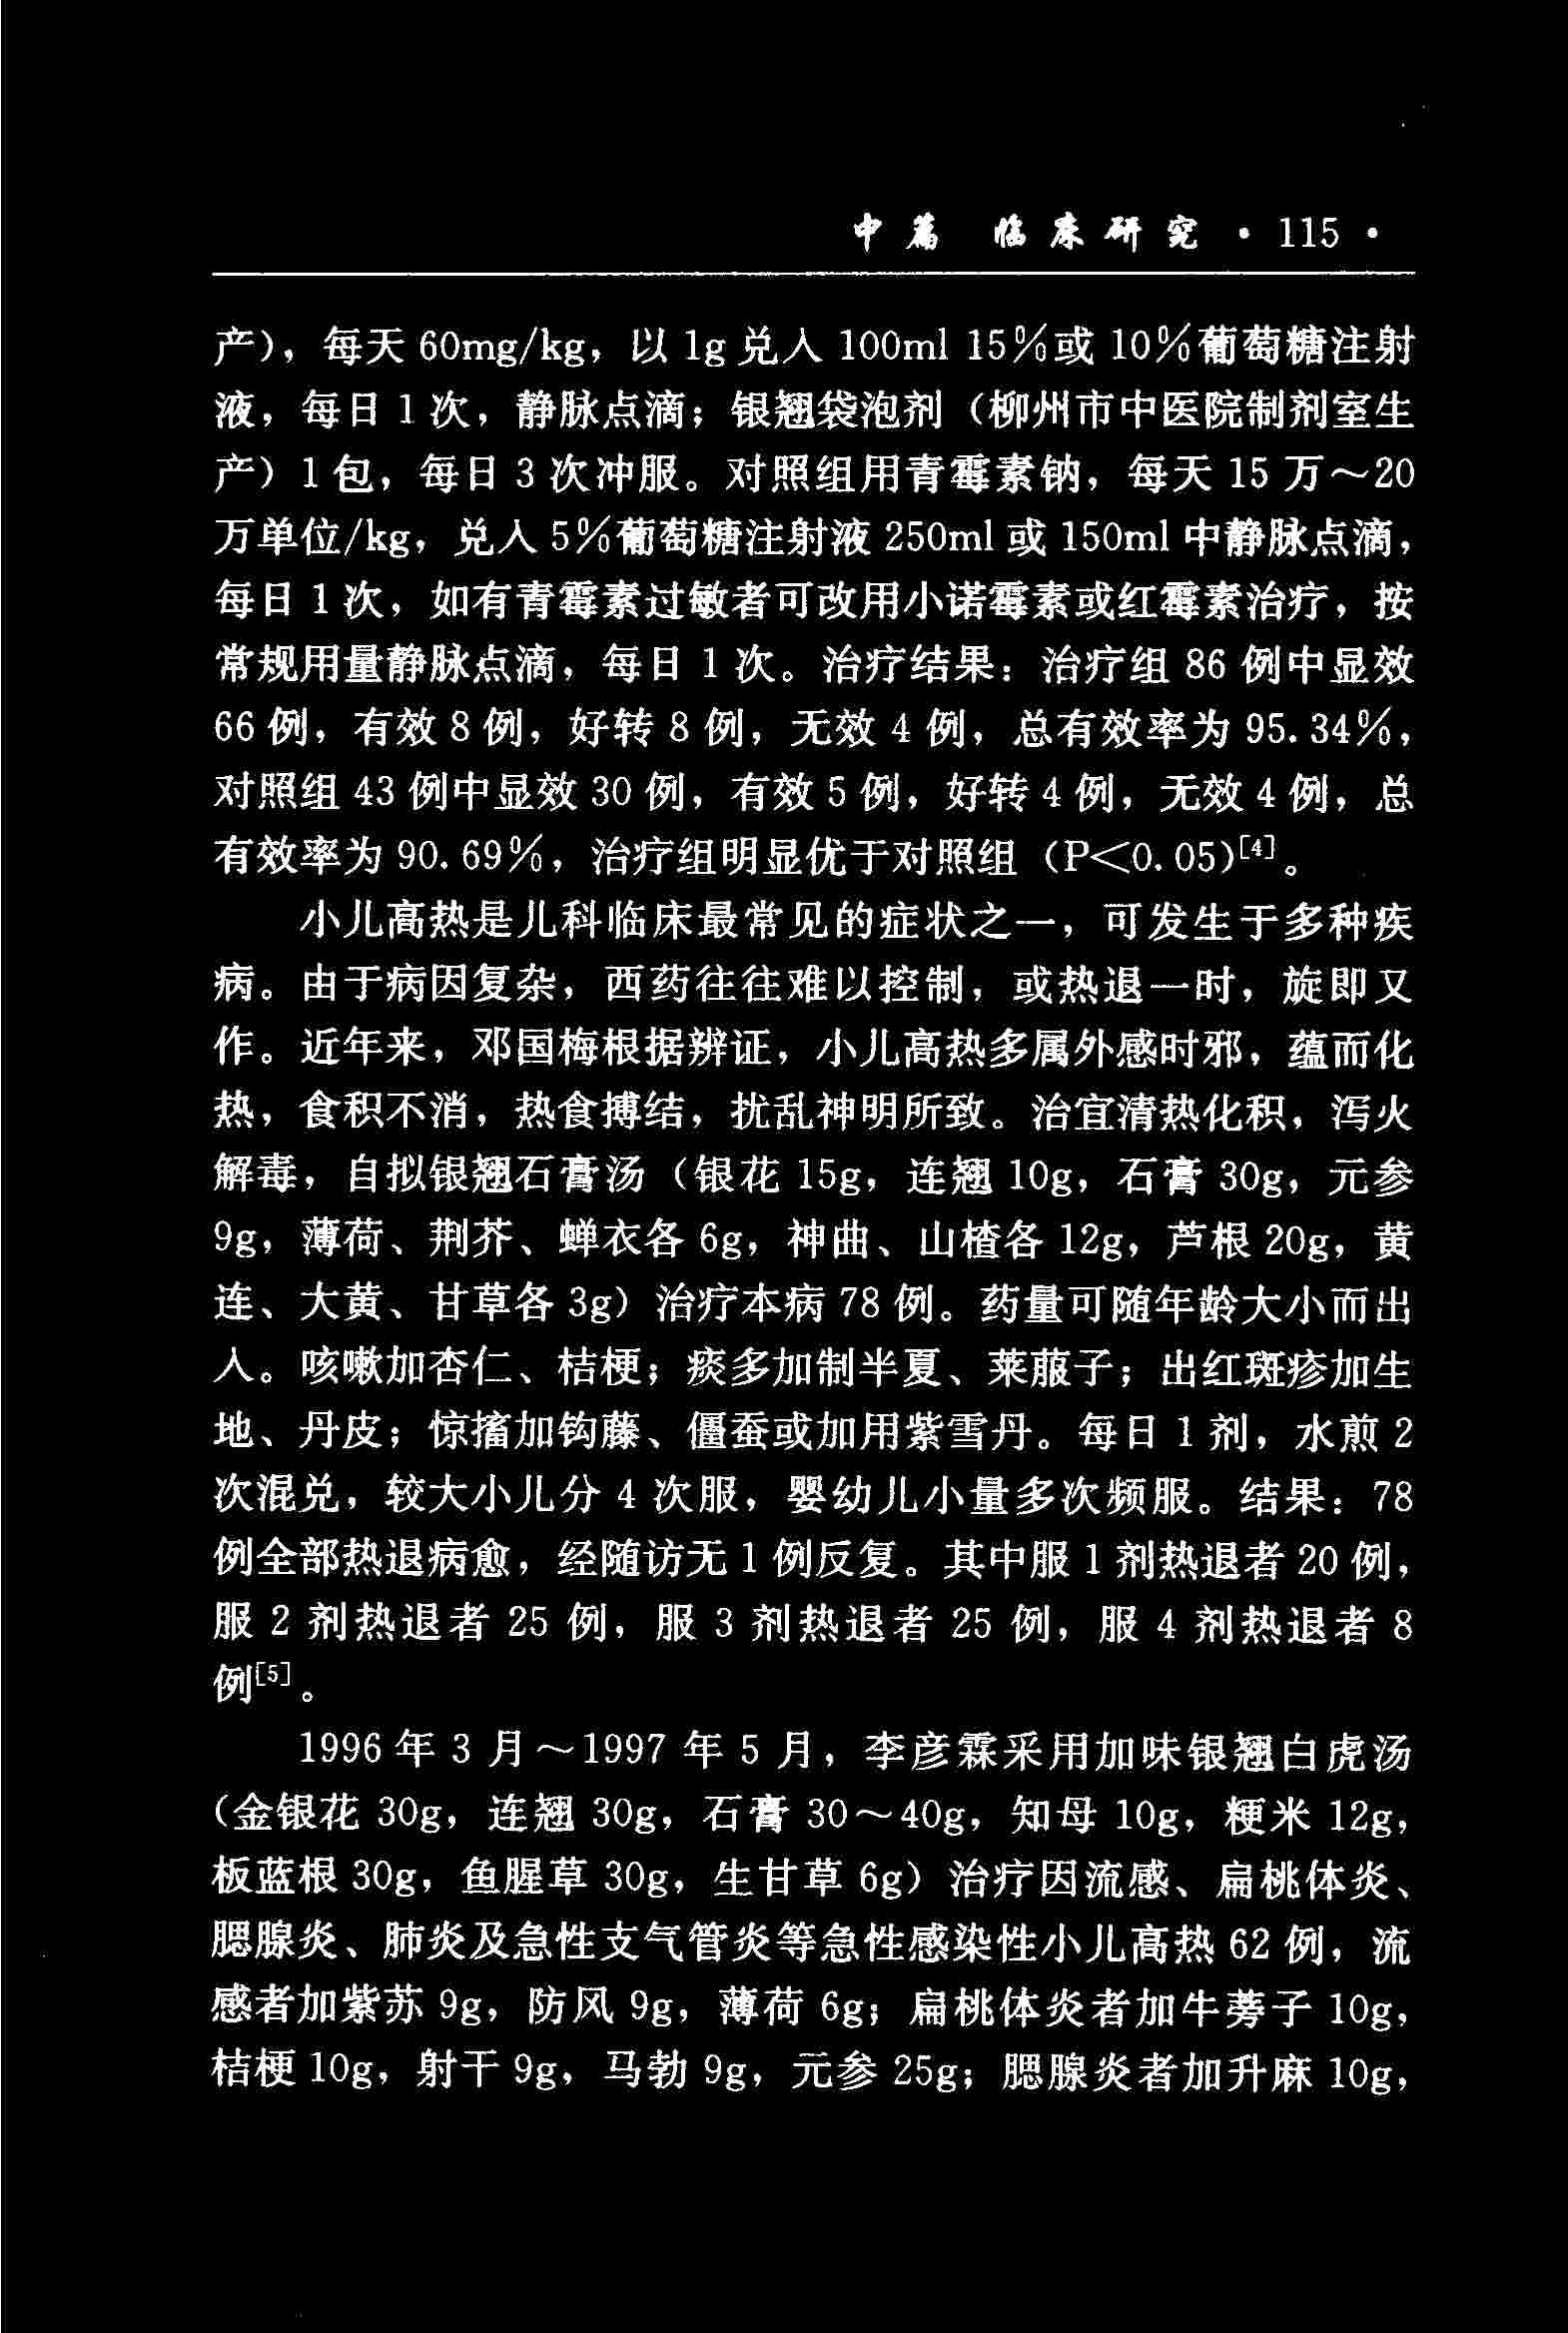 中篇 临床研究 · 115 ·
产），每天 60mg/kg，以 1g 兑入 100ml 15%或 10%葡萄糖注射
液，每日 1 次，静脉点滴；银翘袋泡剂（柳州市中医院制剂室生
产）1 包，每日 3 次冲服。对照组用青霉素钠，每天 15 万～20
万单位/kg，兑入 5%葡萄糖注射液 250ml 或 150ml 中静脉点滴，
每日 1 次，如有青霉素过敏者可改用小诺霉素或红霉素治疗，按
常规用量静脉点滴，每日 1 次。治疗结果：治疗组 86 例中显效
66 例，有效 8 例，好转 8 例，无效 4 例，总有效率为 95.34%，
对照组 43 例中显效 30 例，有效 5 例，好转 4 例，无效 4 例，总
有效率为 90.69%，治疗组明显优于对照组（P<0.05）[4]。
小儿高热是儿科临床最常见的症状之一，可发生于多种疾
病。由于病因复杂，西药往往难以控制，或热退一时，旋即又
作。近年来，邓国梅根据辨证，小儿高热多属外感时邪，蕴而化
热，食积不消，热食搏结，扰乱神明所致。治宜清热化积，泻火
解毒，自拟银翘石膏汤（银花 15g，连翘 10g，石膏 30g，元参
9g，薄荷、荆芥、蝉衣各 6g，神曲、山楂各 12g，芦根 20g，黄
连、大黄、甘草各 3g）治疗本病 78 例。药量可随年龄大小而出
入。咳嗽加杏仁、桔梗；痰多加制半夏、莱菔子；出红斑疹加生
地、丹皮；惊搐加钩藤、僵蚕或加用紫雪丹。每日 1 剂，水煎 2
次混兑，较大小儿分 4 次服，婴幼儿小量多次频服。结果：78
例全部热退病愈，经随访无 1 例反复。其中服 1 剂热退者 20 例，
服 2 剂热退者 25 例，服 3 剂热退者 25 例，服 4 剂热退者 8
例[5]。
1996 年 3 月～1997 年 5 月，李彦霖采用加味银翘白虎汤
（金银花 30g，连翘 30g，石膏 30～40g，知母 10g，粳米 12g，
板蓝根 30g，鱼腥草 30g，生甘草 6g）治疗因流感、扁桃体炎、
腮腺炎、肺炎及急性支气管炎等急性感染性小儿高热 62 例，流
感者加紫苏 9g，防风 9g，薄荷 6g；扁桃体炎者加牛蒡子 10g，
桔梗 10g，射干 9g，马勃 9g，元参 25g；腮腺炎者加升麻 10g，